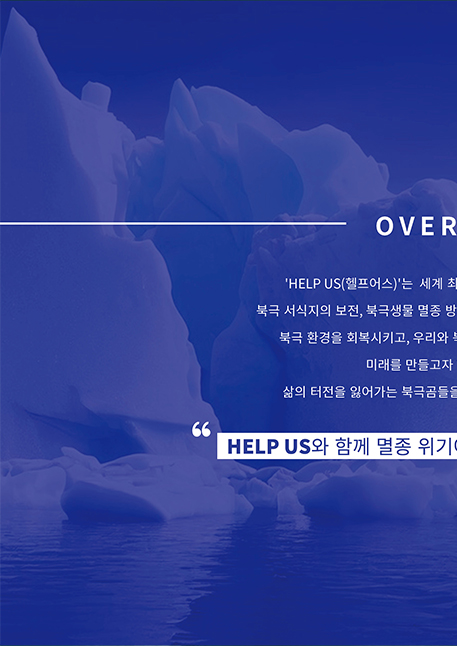 OVER
'HELP US(헬프어스)'는 세계 최
북극 서식지의 보전, 북극생물 멸종 방
북극 환경을 회복시키고, 우리와 북
미래를 만들고자
삶의 터전을 잃어가는 북극곰들을
“
HELP US와 함께 멸종 위기에